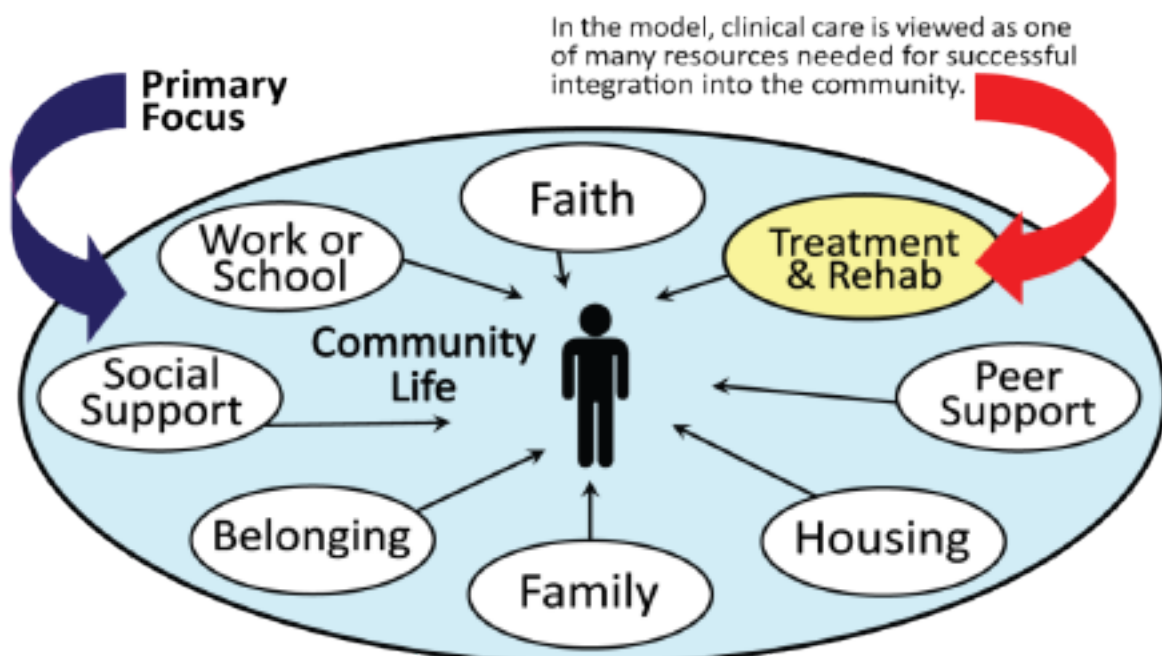 In the model, clinical care is viewed as one
of many resources needed for successful
integration into the community.
Primary
Focus
Faith
Work or
School
Treatment
& Rehab
Community
Life
Social
Support
Peer
Support
Belonging
Housing
Family